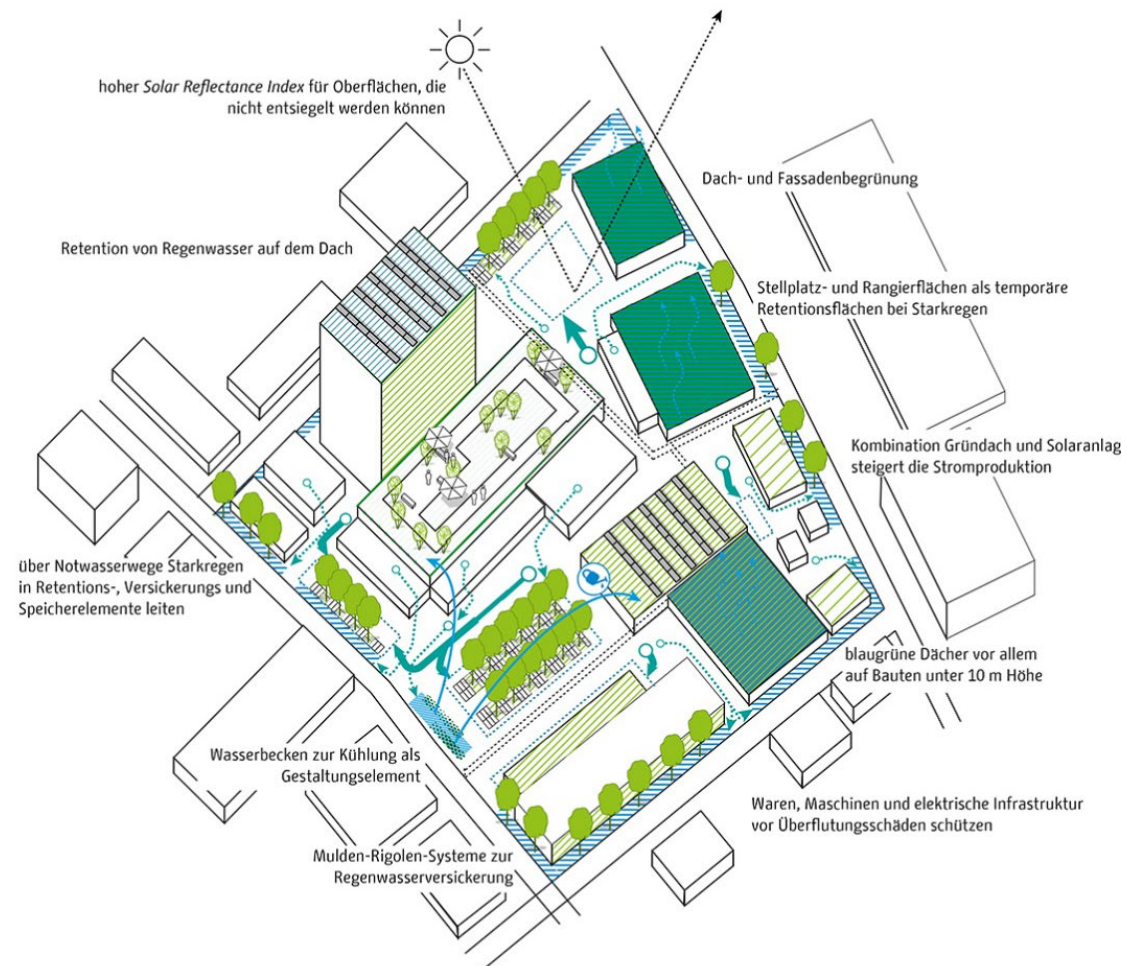 hoher Solar Reflectance Index für Oberflächen, die
nicht entsiegelt werden können
Dach- und Fassadenbegrünung
Retention von Regenwasser auf dem Dach
Stellplatz- und Rangierflächen als temporäre
Retentionsflächen bei Starkregen
Kombination Gründach und Solaranlag
steigert die Stromproduktion
über Notwasserwege Starkregen
in Retentions-, Versickerungs und
Speicherelemente leiten
blaugrüne Dächer vor allem
auf Bauten unter 10 m Höhe
Wasserbecken zur Kühlung als
Gestaltungselement
Waren, Maschinen und elektrische Infrastruktur
vor Überflutungsschäden schützen
Mulden-Rigolen-Systeme zur
Regenwasserversickerung